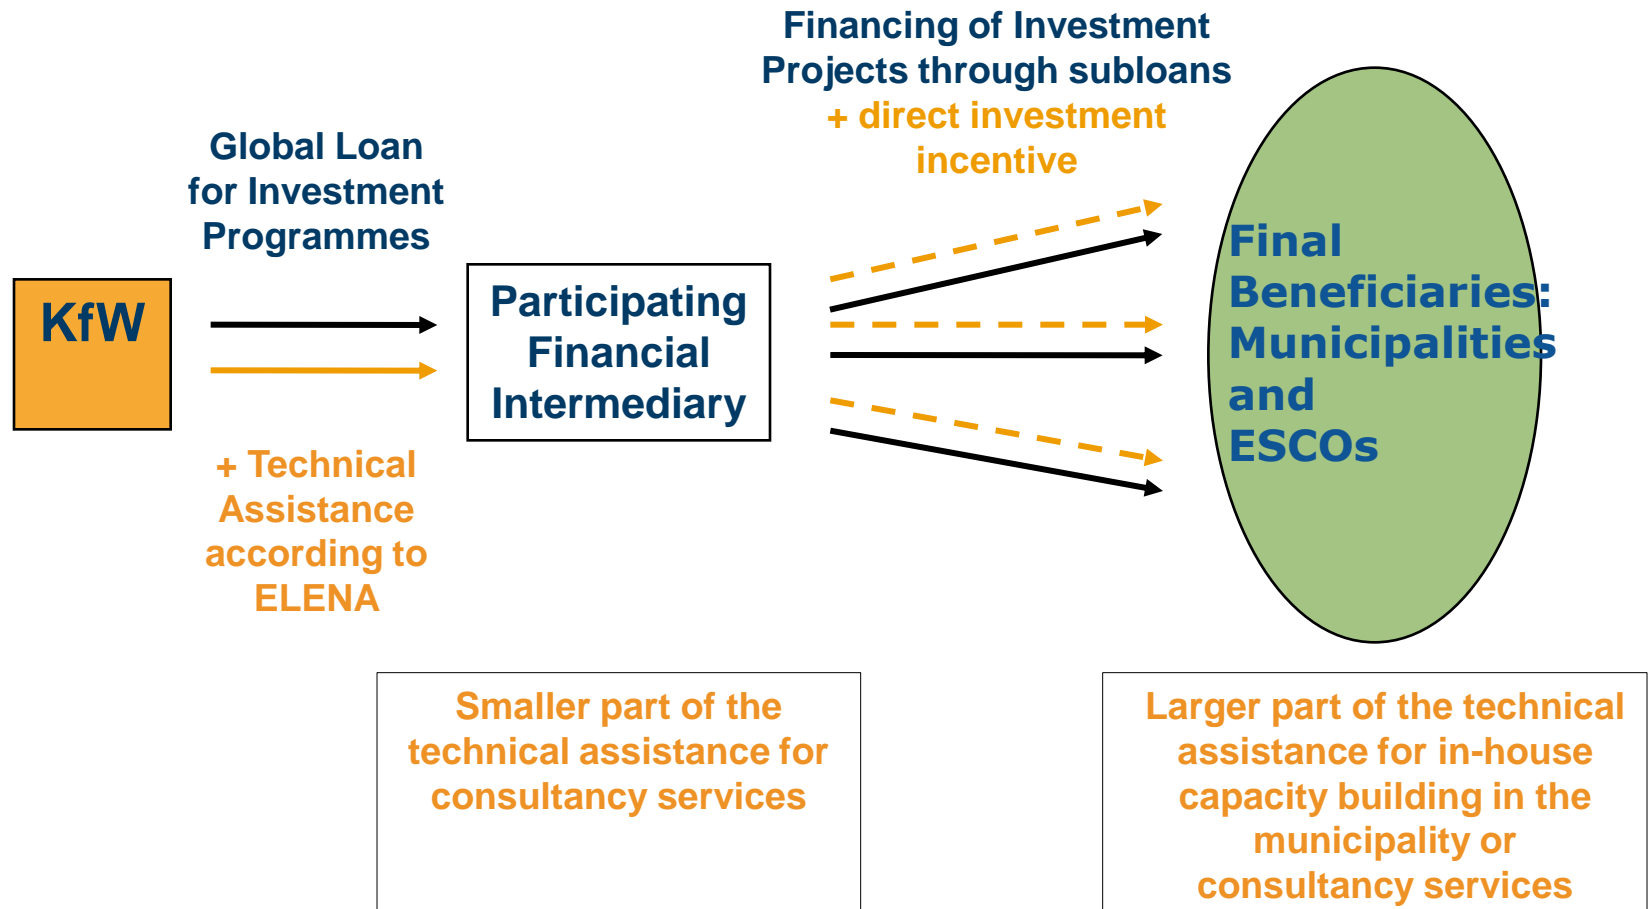 Financing of Investment
Projects through subloans
+ direct investment
incentive
Global Loan
for Investment
Programmes
KfW
Participating
Financial
Intermediary
Final
Beneficiaries:
Municipalities
and
ESCOs
+ Technical
Assistance
according to
ELENA
Smaller part of the
technical assistance for
consultancy services
Larger part of the technical
assistance for in-house
capacity building in the
municipality or
consultancy services